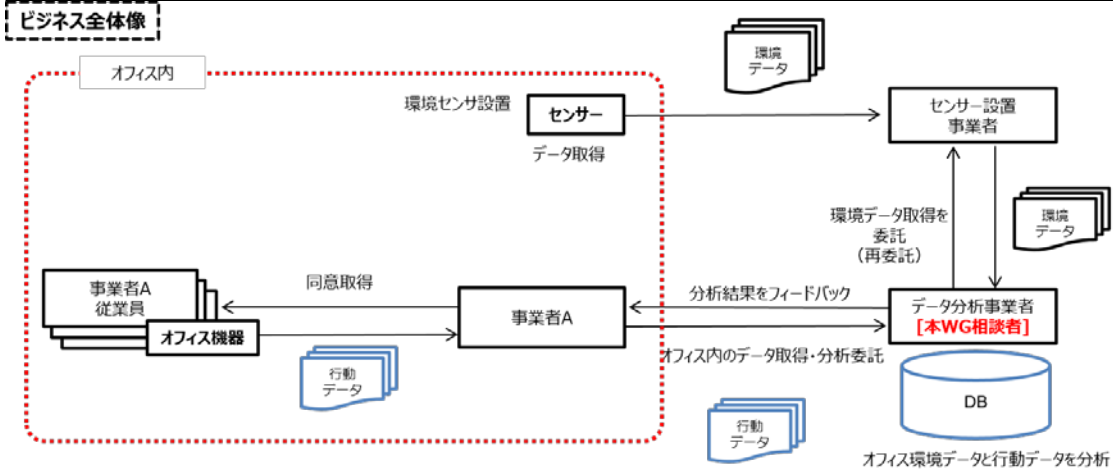 ビジネス全体像
オフィス内
環境
データ
環境センサ設置
センサー
データ取得
センサー設置
事業者
環境データ取得を
委託
（再委託）
環境
データ
事業者A
従業員
オフィス機器
同意取得
行動
データ
事業者A
分析結果をフィードバック
オフィス内のデータ取得・分析委託
データ分析事業者
[本WG相談者]
行動
データ
DB
オフィス環境データと行動データを分析